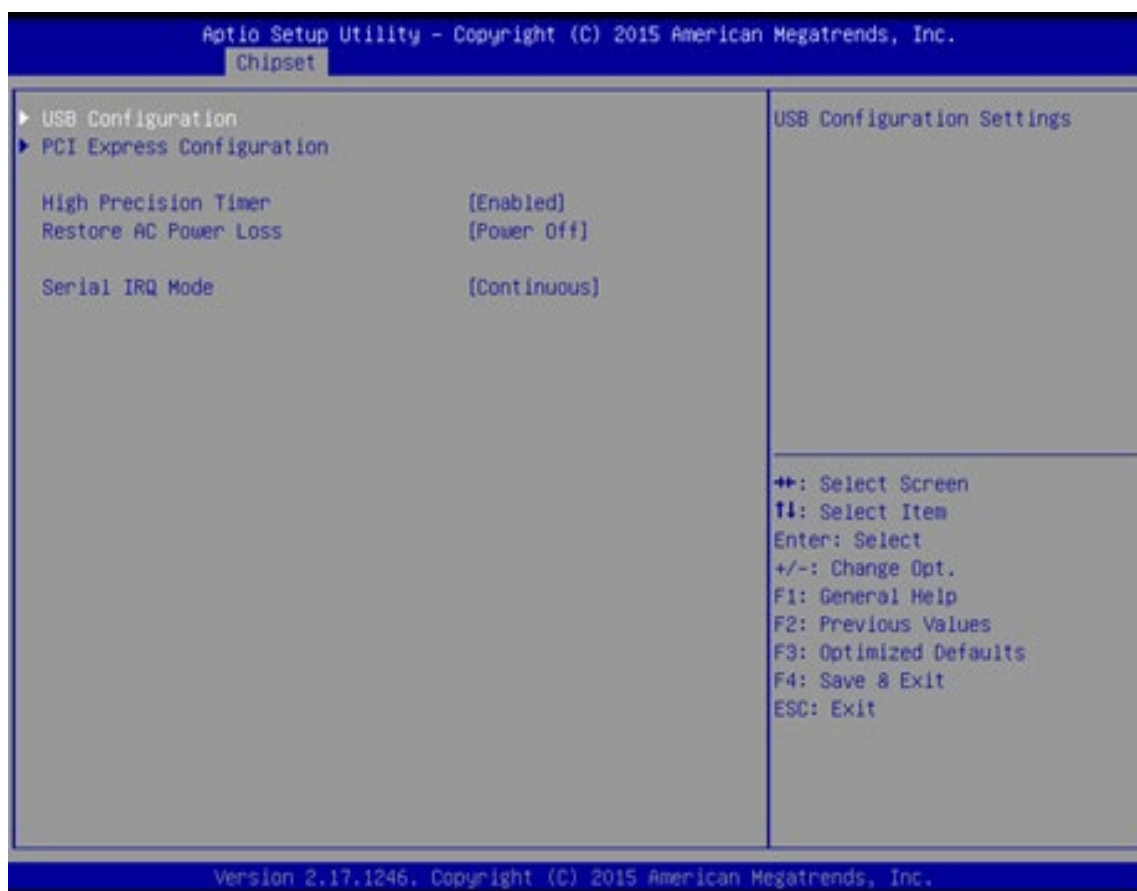 Aptio Setup Utility – Copyright (C) 2015 American Megatrends, Inc.
Chipset
▶ USB Configuration
▶ PCI Express Configuration
High Precision Timer [Enabled]
Restore AC Power Loss [Power Off]
Serial IRQ Mode [Continuous]
USB Configuration Settings
→←: Select Screen
↑↓: Select Item
Enter: Select
+/-: Change Opt.
F1: General Help
F2: Previous Values
F3: Optimized Defaults
F4: Save & Exit
ESC: Exit
Version 2.17.1246. Copyright (C) 2015 American Megatrends, Inc.